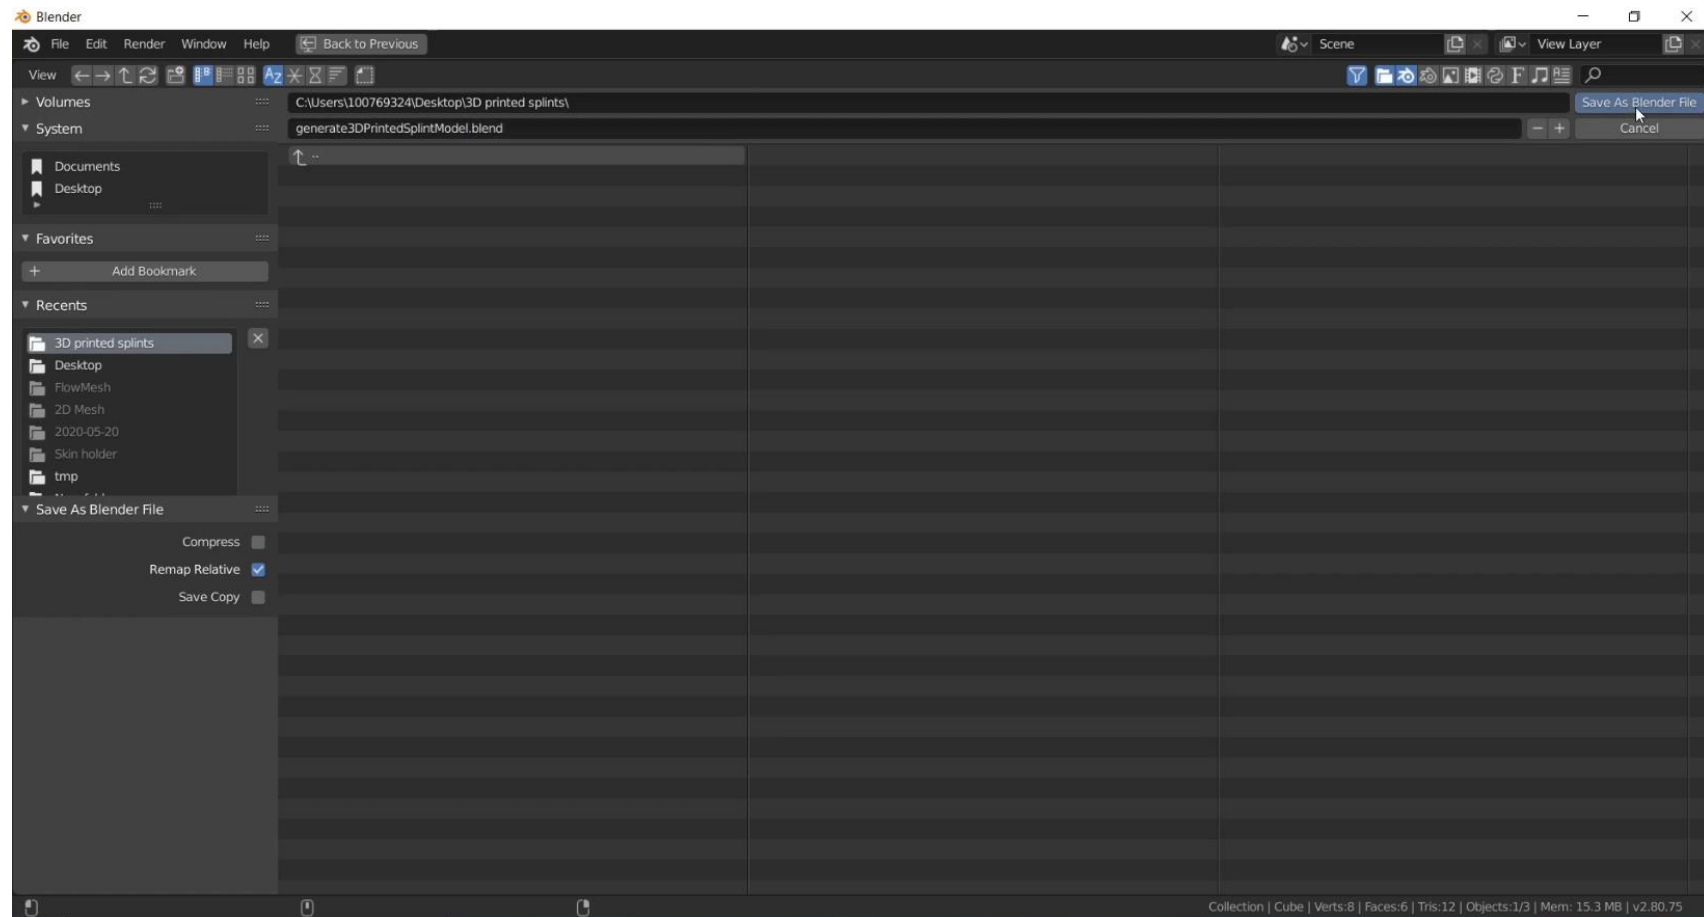 Blender
File Edit Render Window Help Back to Previous Scene View Layer
View
Volumes
C:\Users\100769324\Desktop\3D printed splints\
Save As Blender File
System
generate3DPrintedSplintModel.blend
Cancel
..
Documents
Desktop
Favorites
Add Bookmark
Recents
3D printed splints
Desktop
FlowMesh
2D Mesh
2020-05-20
Skin holder
tmp
Save As Blender File
Compress
Remap Relative
Save Copy
Collection | Cube | Verts:8 | Faces:6 | Tris:12 | Objects:1/3 | Mem: 15.3 MB | v2.80.75